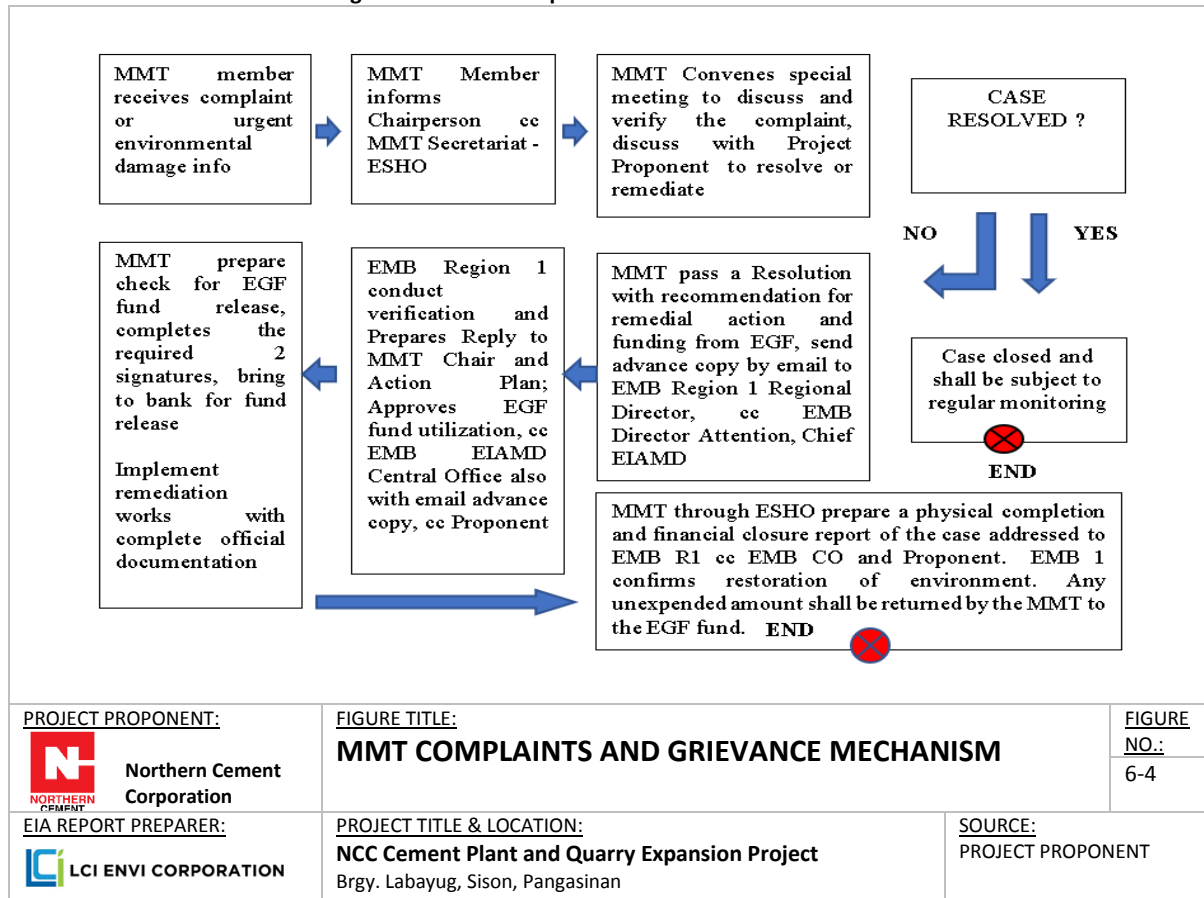 MMT member
receives complaint
or urgent
environmental
damage info
MMT Member
informs
Chairperson cc
MMT Secretariat -
ESHO
MMT Convenes special
meeting to discuss and
verify the complaint,
discuss with Project
Proponent to resolve or
remediate
CASE
RESOLVED ?
NO
YES
MMT prepare
check for EGF
fund release,
completes the
required 2
signatures, bring
to bank for fund
release
Implement
remediation
works with
complete official
documentation
EMB Region 1
conduct
verification and
Prepares Reply to
MMT Chair and
Action Plan;
Approves EGF
fund utilization, cc
EMB EIAMD
Central Office also
with email advance
copy, cc Proponent
MMT pass a Resolution
with recommendation for
remedial action and
funding from EGF, send
advance copy by email to
EMB Region 1 Regional
Director, cc EMB
Director Attention, Chief
EIAMD
Case closed and
shall be subject to
regular monitoring
END
MMT through ESHO prepare a physical completion
and financial closure report of the case addressed to
EMB R1 cc EMB CO and Proponent. EMB 1
confirms restoration of environment. Any
unexpended amount shall be returned by the MMT to
the EGF fund. END
PROJECT PROPONENT:
N
NORTHERN
CEMENT
Northern Cement
Corporation
FIGURE TITLE:
MMT COMPLAINTS AND GRIEVANCE MECHANISM
FIGURE
NO.:
6-4
EIA REPORT PREPARER:
LCI ENVI CORPORATION
PROJECT TITLE & LOCATION:
NCC Cement Plant and Quarry Expansion Project
Brgy. Labayug, Sison, Pangasinan
SOURCE:
PROJECT PROPONENT